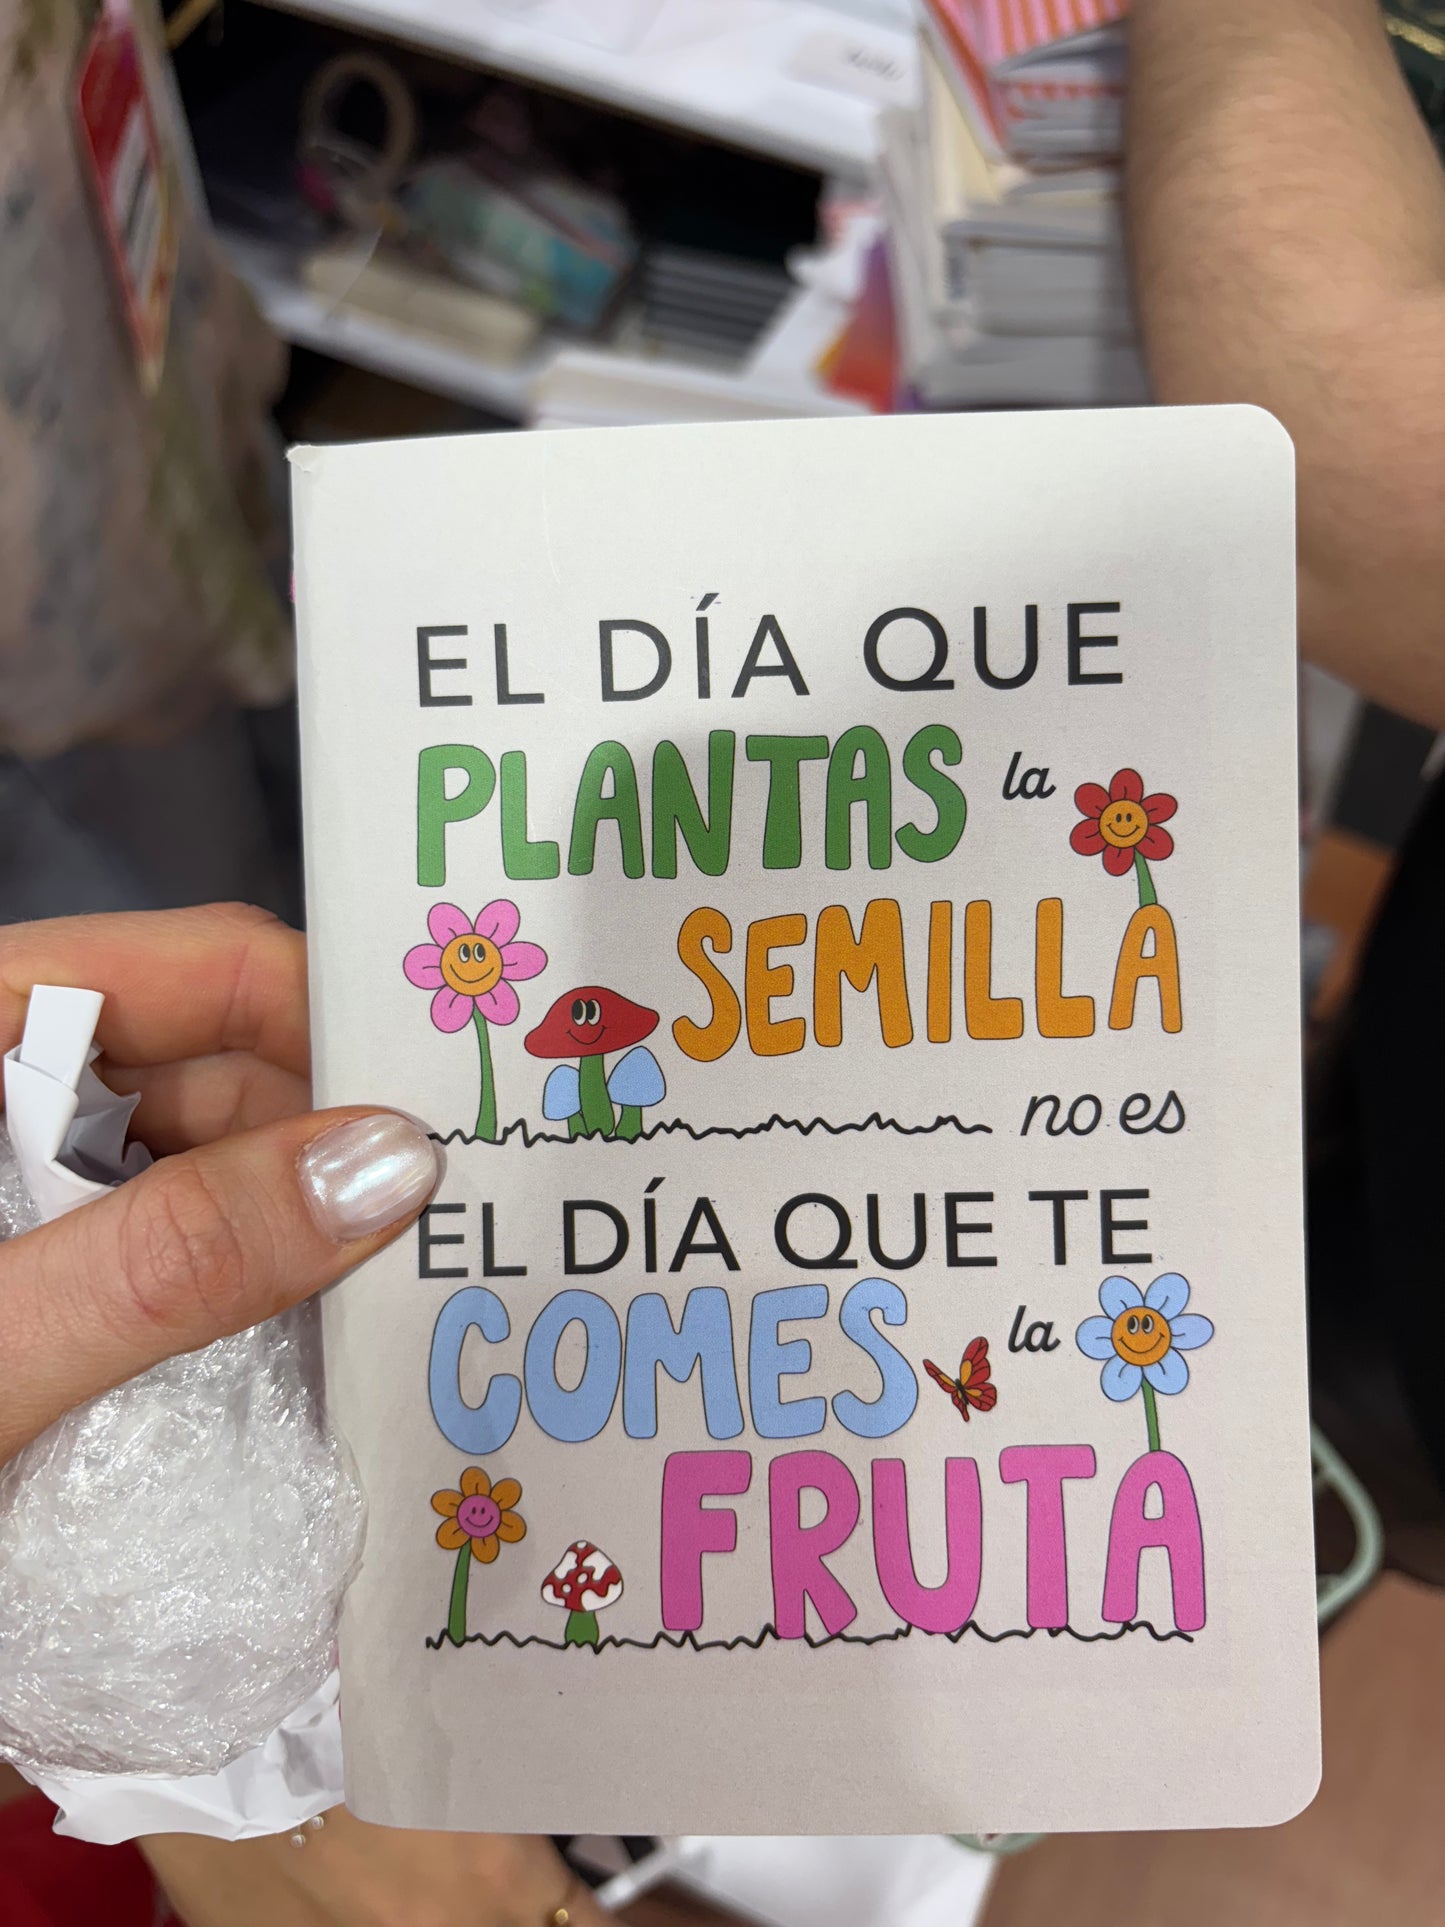 EL DÍA QUE
PLANTAS la
SEMILLA
no es
EL DÍA QUE TE
COMES la
FRUTA